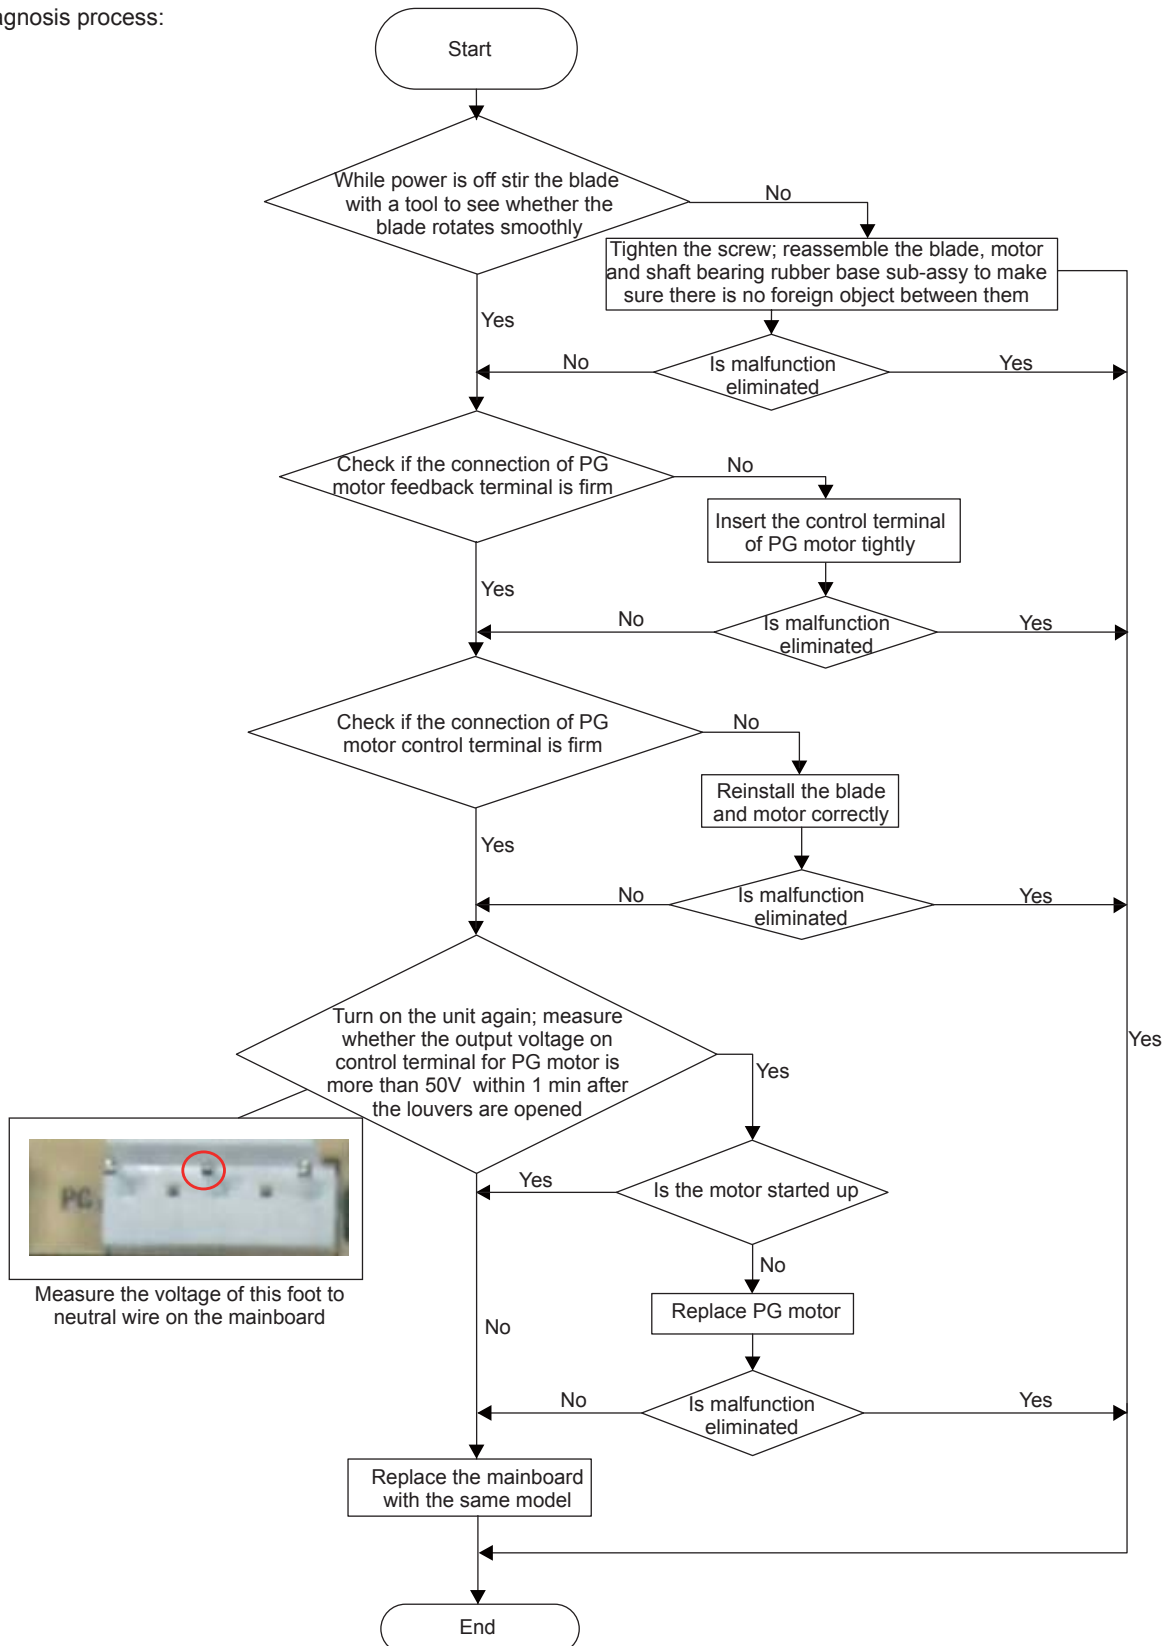 agnosis process:
Start
While power is off stir the blade
with a tool to see whether the
blade rotates smoothly
No
Tighten the screw; reassemble the blade, motor
and shaft bearing rubber base sub-assy to make
sure there is no foreign object between them
Yes
No
Is malfunction
eliminated
Yes
Check if the connection of PG
motor feedback terminal is firm
No
Insert the control terminal
of PG motor tightly
Yes
No
Is malfunction
eliminated
Yes
Check if the connection of PG
motor control terminal is firm
No
Reinstall the blade
and motor correctly
Yes
No
Is malfunction
eliminated
Yes
Turn on the unit again; measure
whether the output voltage on
control terminal for PG motor is
more than 50V within 1 min after
the louvers are opened
Yes
Yes
PG
Yes
Is the motor started up
No
Measure the voltage of this foot to
neutral wire on the mainboard
No
Replace PG motor
No
Is malfunction
eliminated
Yes
Replace the mainboard
with the same model
End